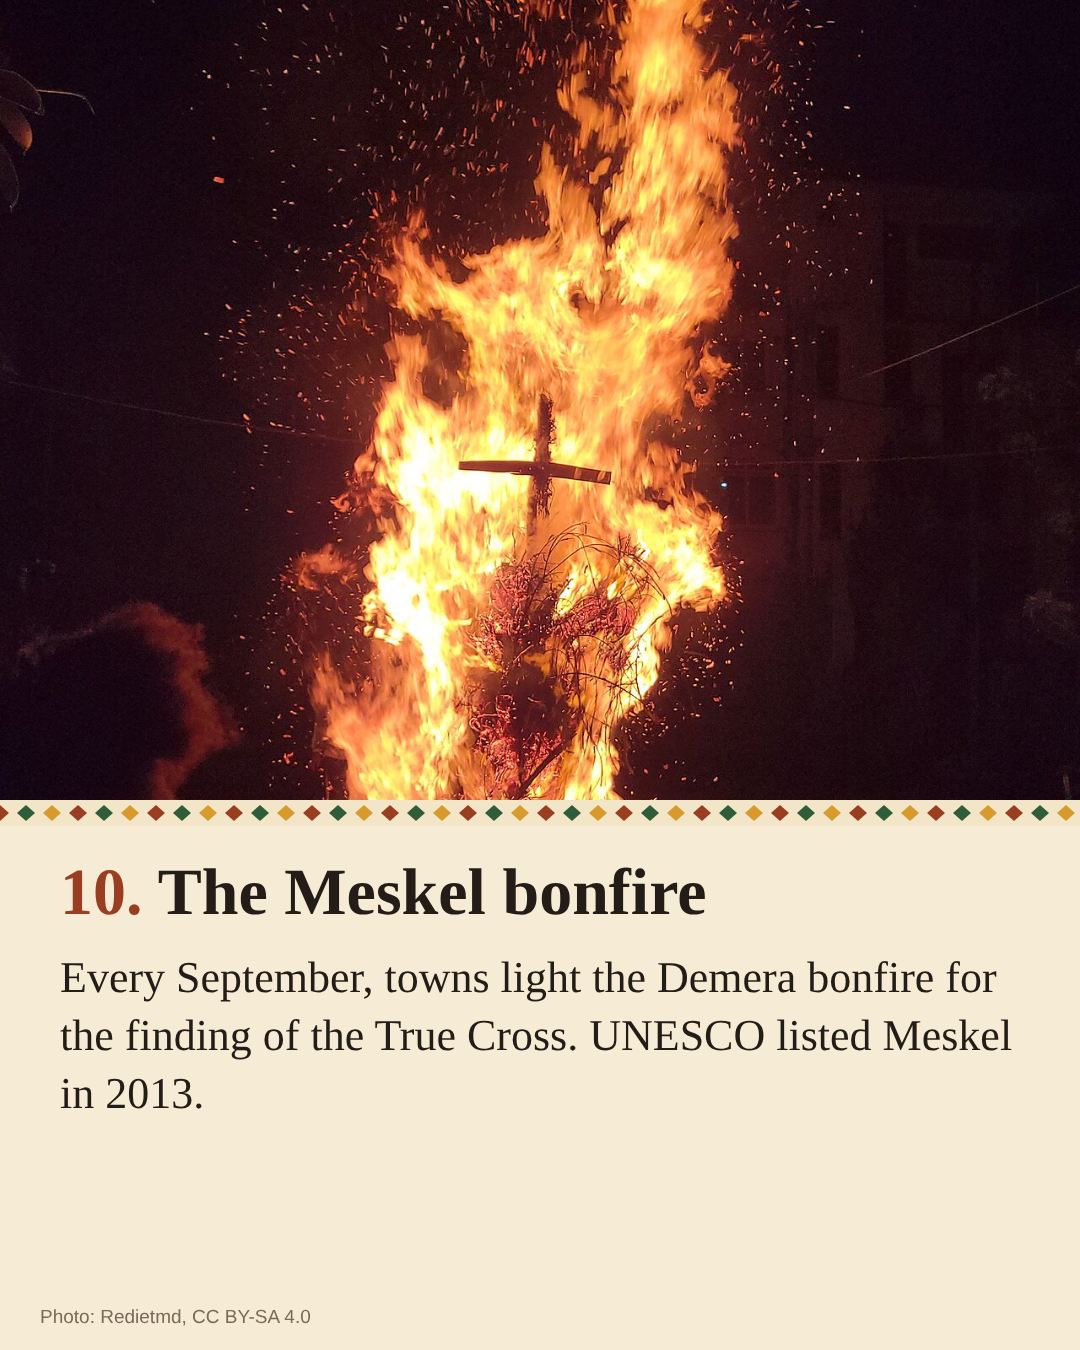 10. The Meskel bonfire
Every September, towns light the Demera bonfire for
the finding of the True Cross. UNESCO listed Meskel
in 2013.
Photo: Redietmd, CC BY-SA 4.0